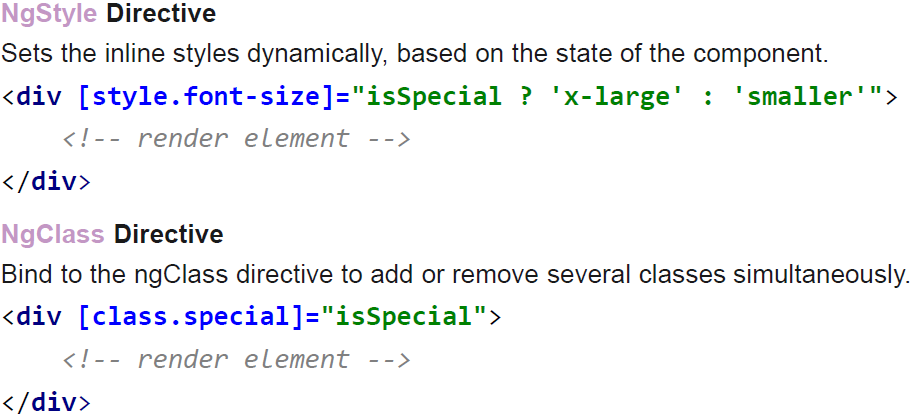 NgStyle Directive
Sets the inline styles dynamically, based on the state of the component.
<div [style.font-size]="isSpecial ? 'x-large' : 'smaller'">
    <!-- render element -->
</div>
NgClass Directive
Bind to the ngClass directive to add or remove several classes simultaneously.
<div [class.special]="isSpecial">
    <!-- render element -->
</div>